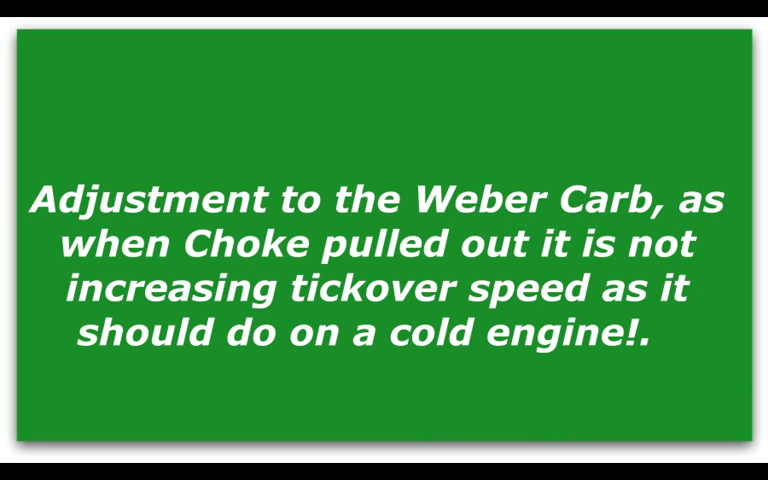 Adjustment to the Weber Carb, as
when Choke pulled out it is not
increasing tickover speed as it
should do on a cold engine!.